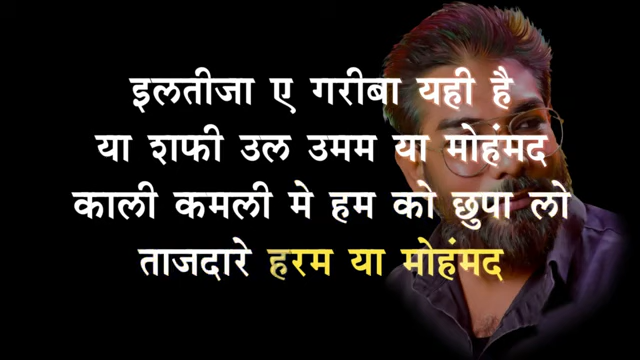 इलतीजा ए गरीबा यही है
या शफी उल उमम या मोहंमद
काली कमली मे हम को छुपा लो
ताजदारे हरम या मोहंमद